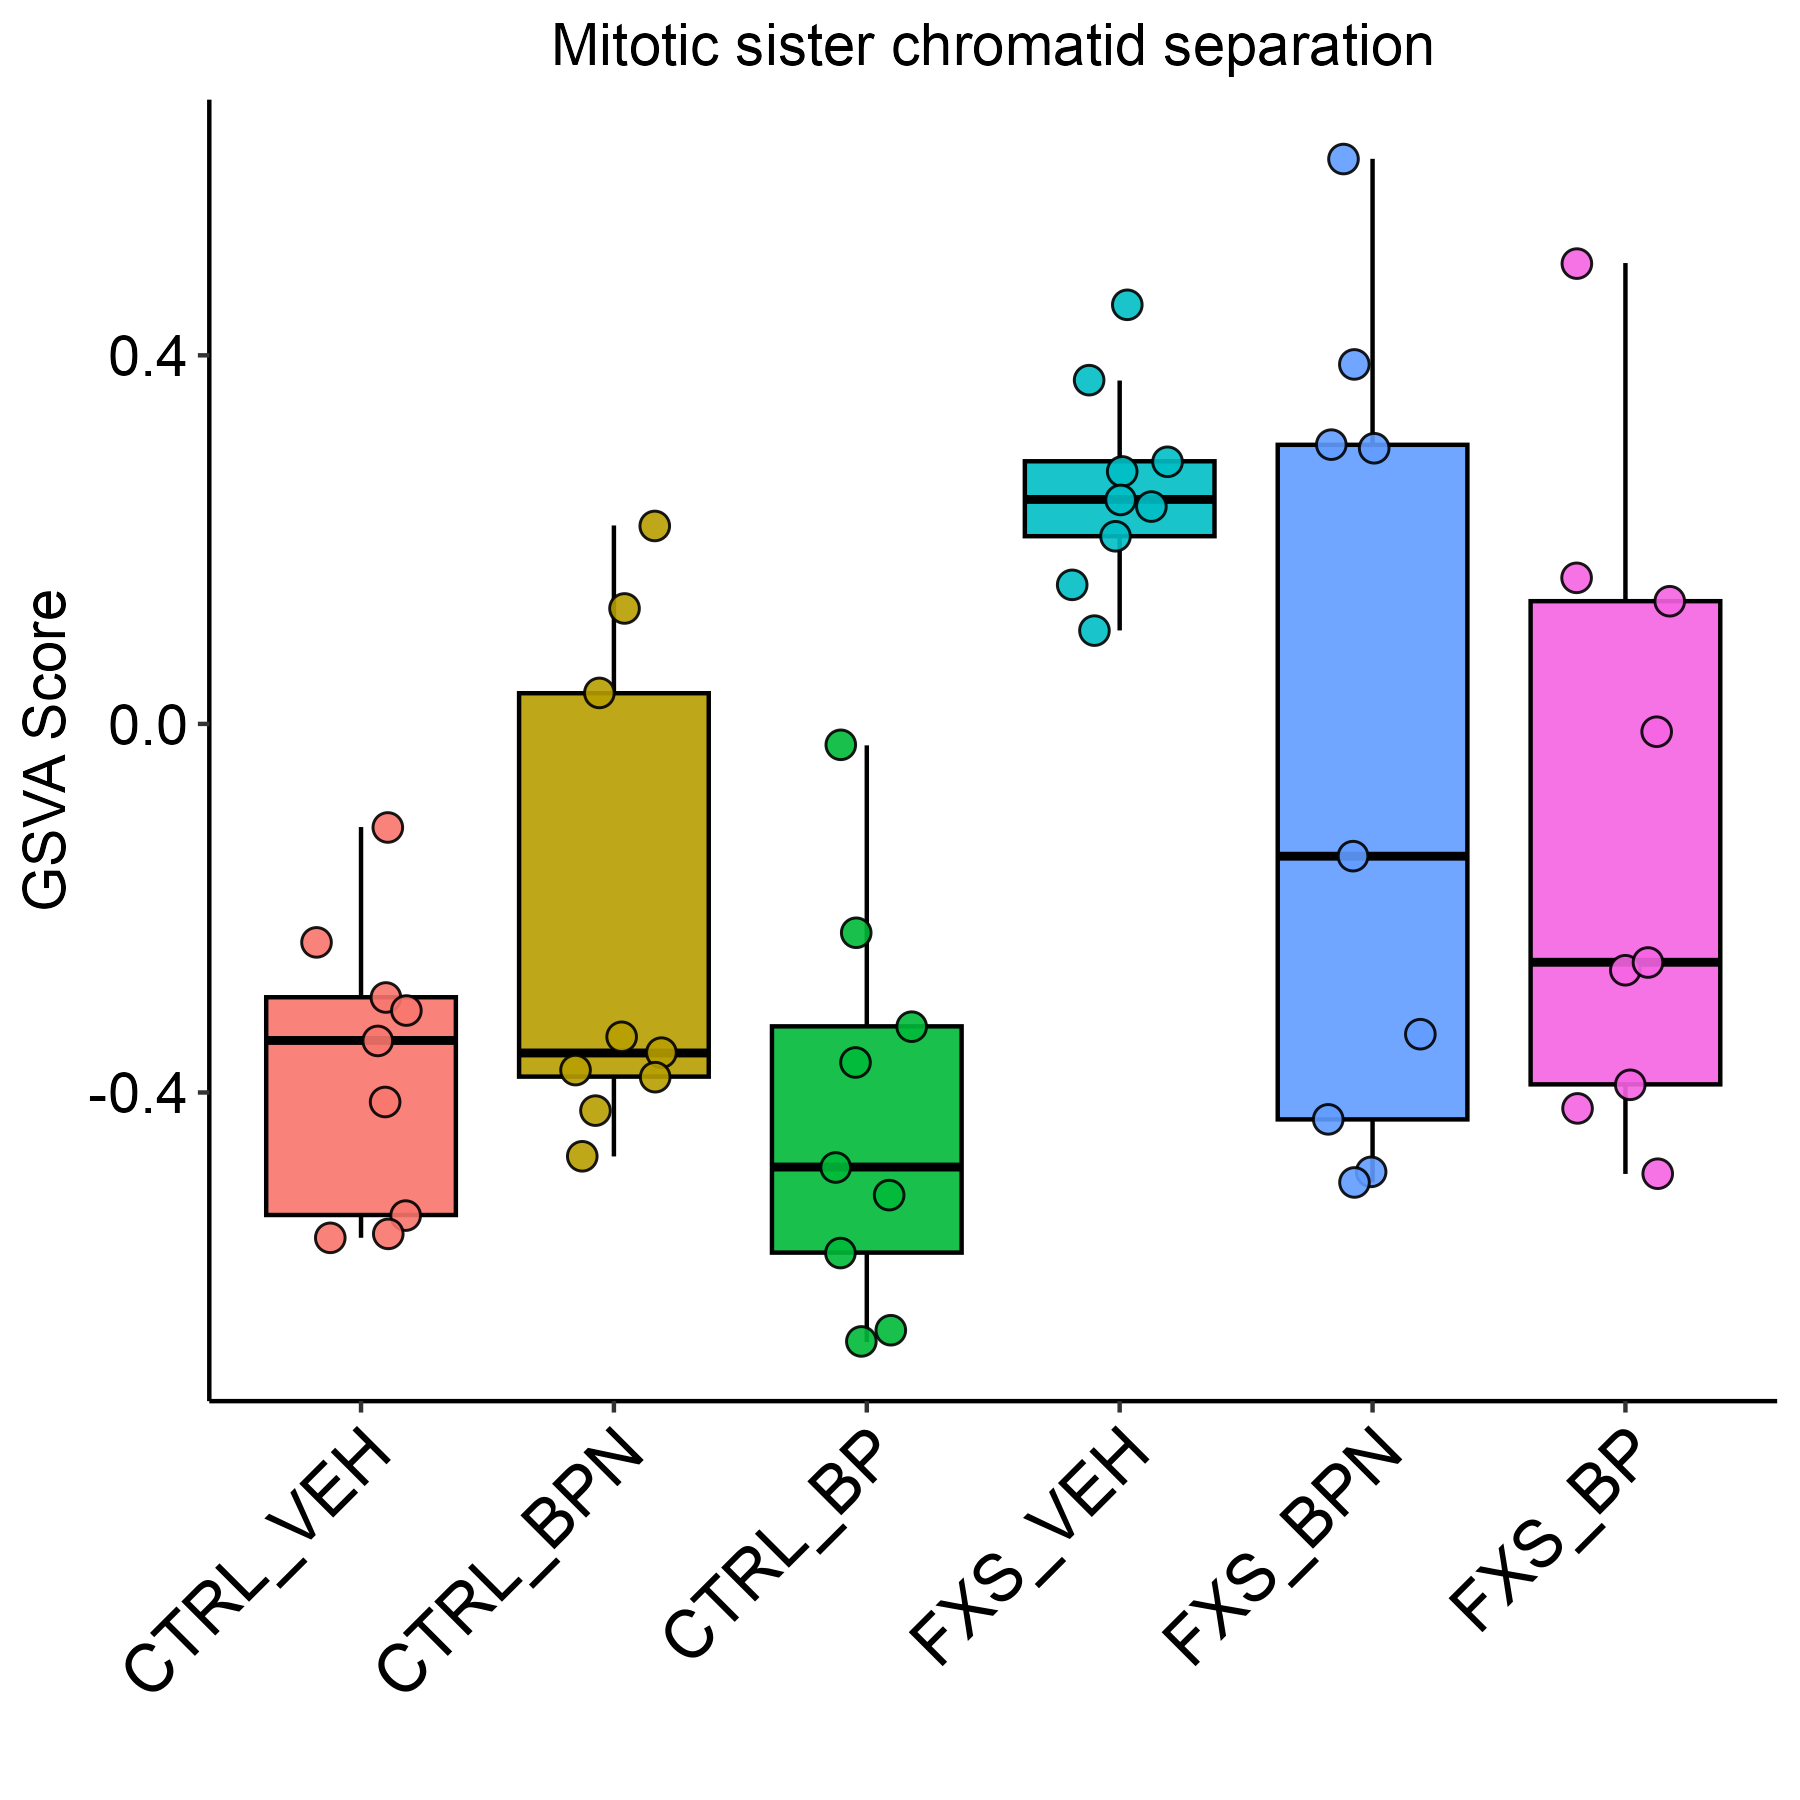 Mitotic sister chromatid separation
GSVA Score
0.4
0.0
-0.4
CTRL_VEH
CTRL_BPN
CTRL_BP
FXS_VEH
FXS_BPN
FXS_BP